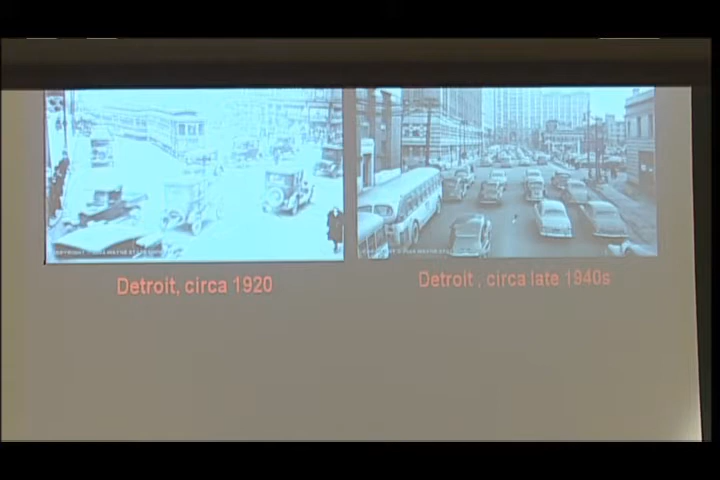 Detroit, circa 1920
Detroit , circa late 1940s